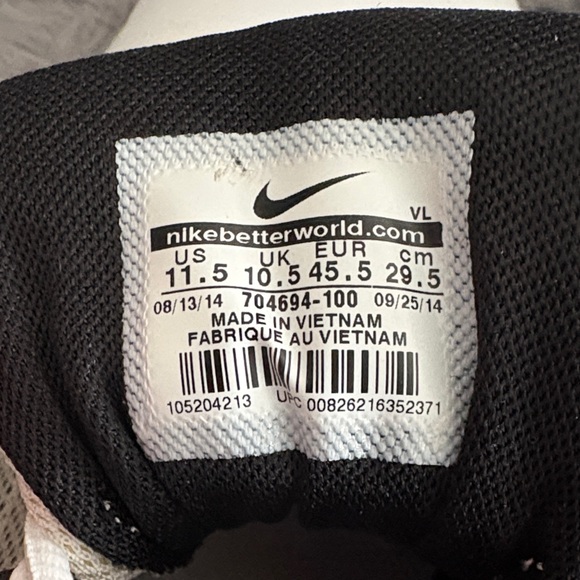 VL
nikebetterworld.com
US UK EUR cm
11.5 10.5 45.5 29.5
08/13/14 704694-100 09/25/14
MADE IN VIETNAM
FABRIQUE AU VIETNAM
105204213 UPC 00826216352371